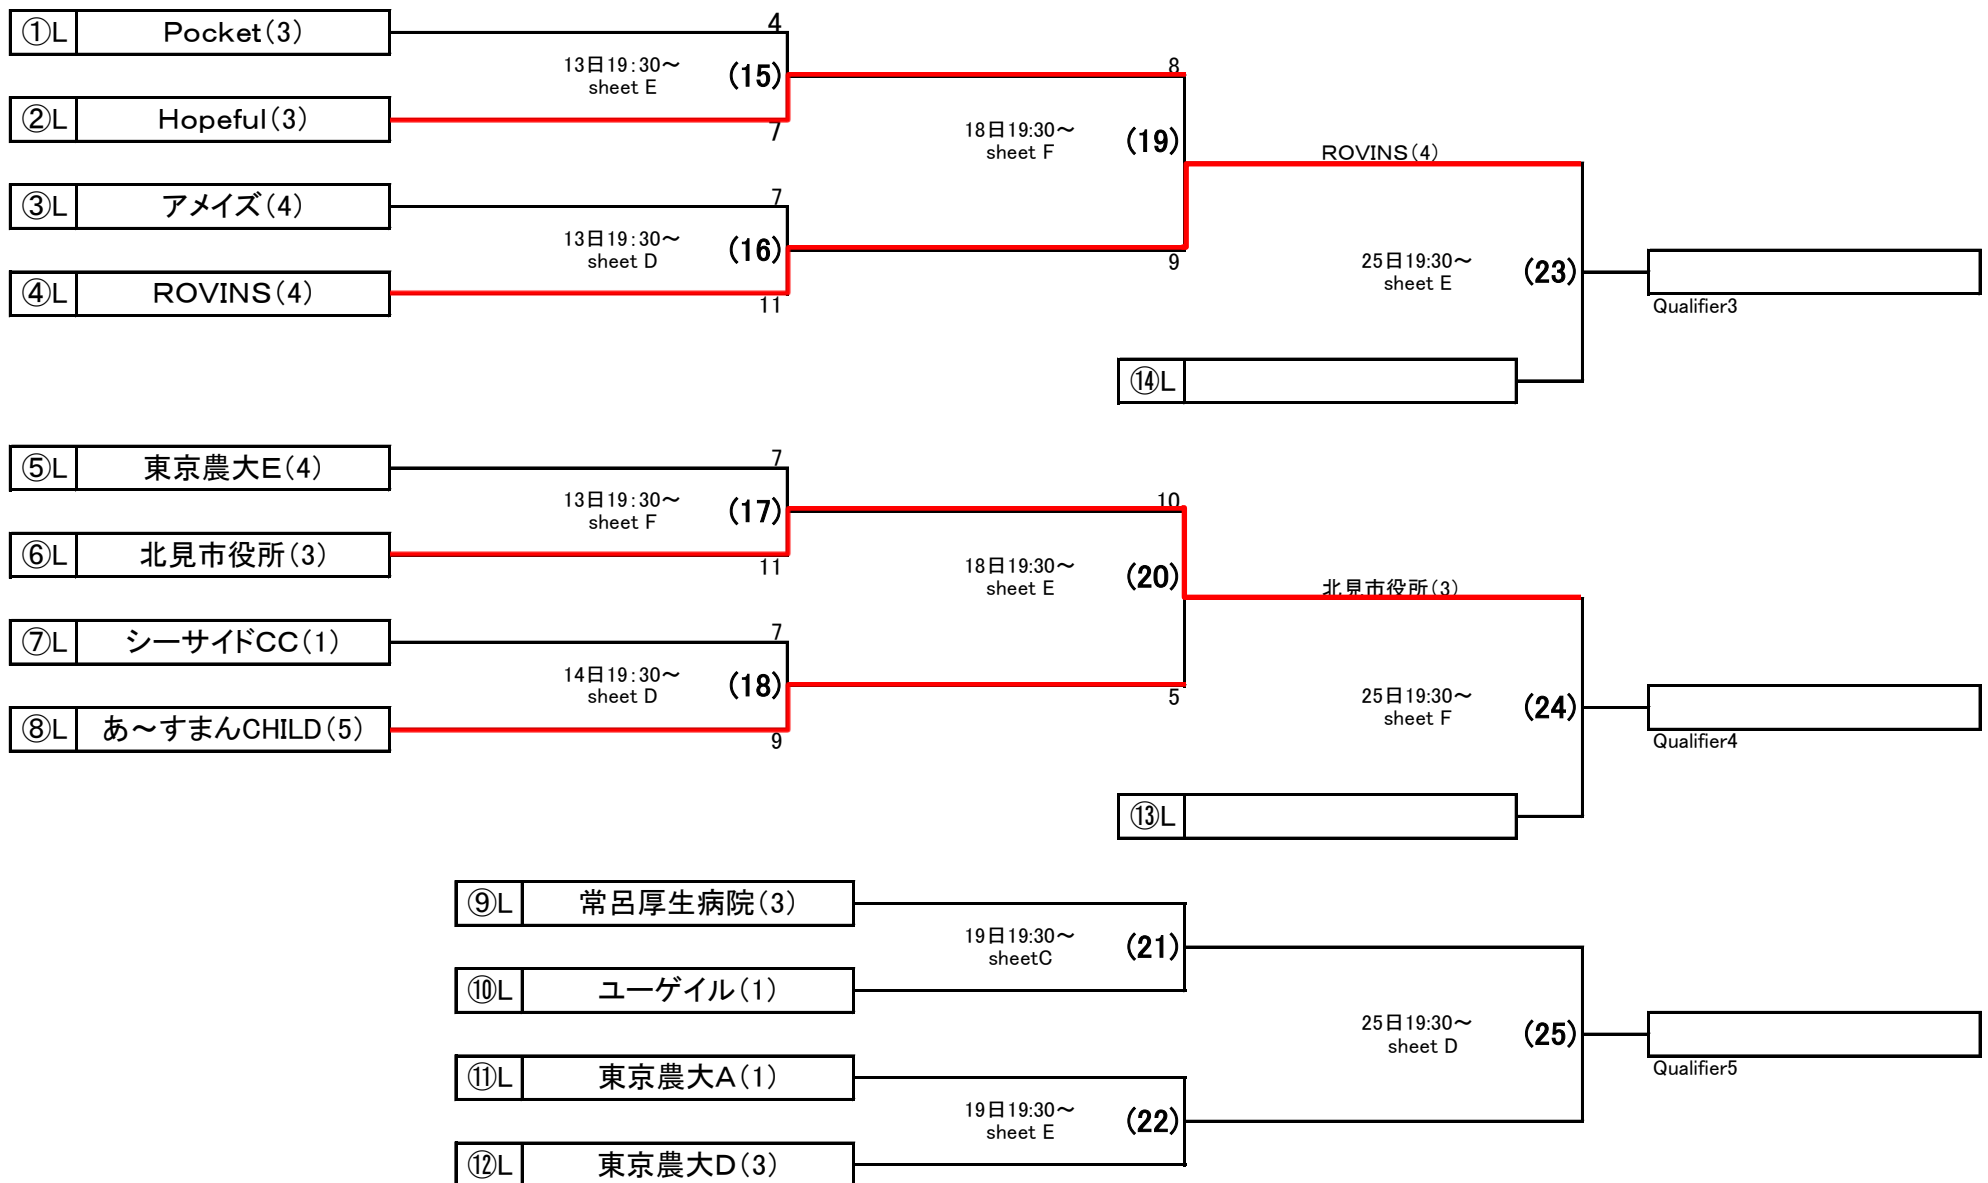 ①L Pocket(3) 4
13日19:30～ (15)
sheet E
②L Hopeful(3) 7
8
18日19:30～ (19)
sheet F
ROVINS(4)
③L アメイズ(4) 7
13日19:30～ (16)
sheet D
④L ROVINS(4) 11
9
25日19:30～ (23)
sheet E
Qualifier3
⑭L
⑤L 東京農大E(4) 7
13日19:30～ (17)
sheet F
⑥L 北見市役所(3) 11
10
18日19:30～ (20)
sheet E
北見市役所(3)
⑦L シーサイドCC(1) 7
14日19:30～ (18)
sheet D
⑧L あ～すまんCHILD(5) 9
5
25日19:30～ (24)
sheet F
Qualifier4
⑬L
⑨L 常呂厚生病院(3)
19日19:30～ (21)
sheetC
⑩L ユーゲイル(1)
25日19:30～ (25)
sheet D
Qualifier5
⑪L 東京農大A(1)
19日19:30～ (22)
sheet E
⑫L 東京農大D(3)